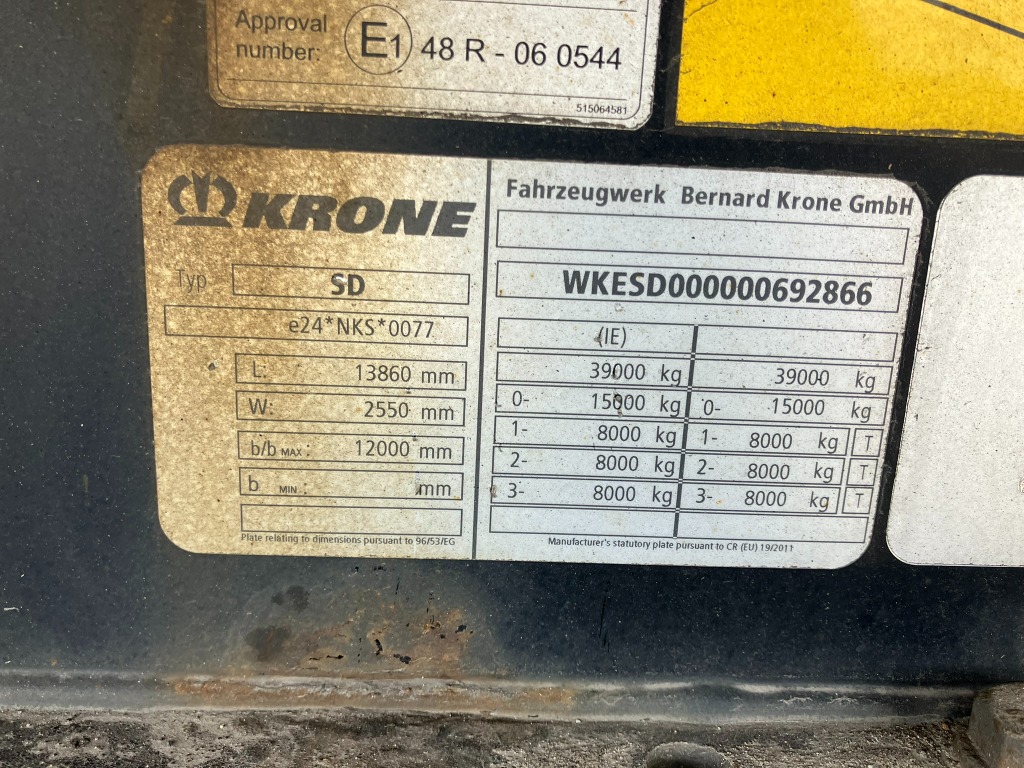 Approval
number: E1 48 R - 06 0544
515064581
KRONE
Typ SD
e24*NKS*0077
L: 13860 mm
W: 2550 mm
b/b MAX : 12000 mm
b MIN : mm
Plate relating to dimensions pursuant to 96/53/EG
Fahrzeugwerk Bernard Krone GmbH
WKESD000000692866
(IE)
39000 kg 39000 kg
0- 15000 kg 0- 15000 kg
1- 8000 kg 1- 8000 kg T
2- 8000 kg 2- 8000 kg T
3- 8000 kg 3- 8000 kg T
Manufacturer's statutory plate pursuant to CR (EU) 19/2011